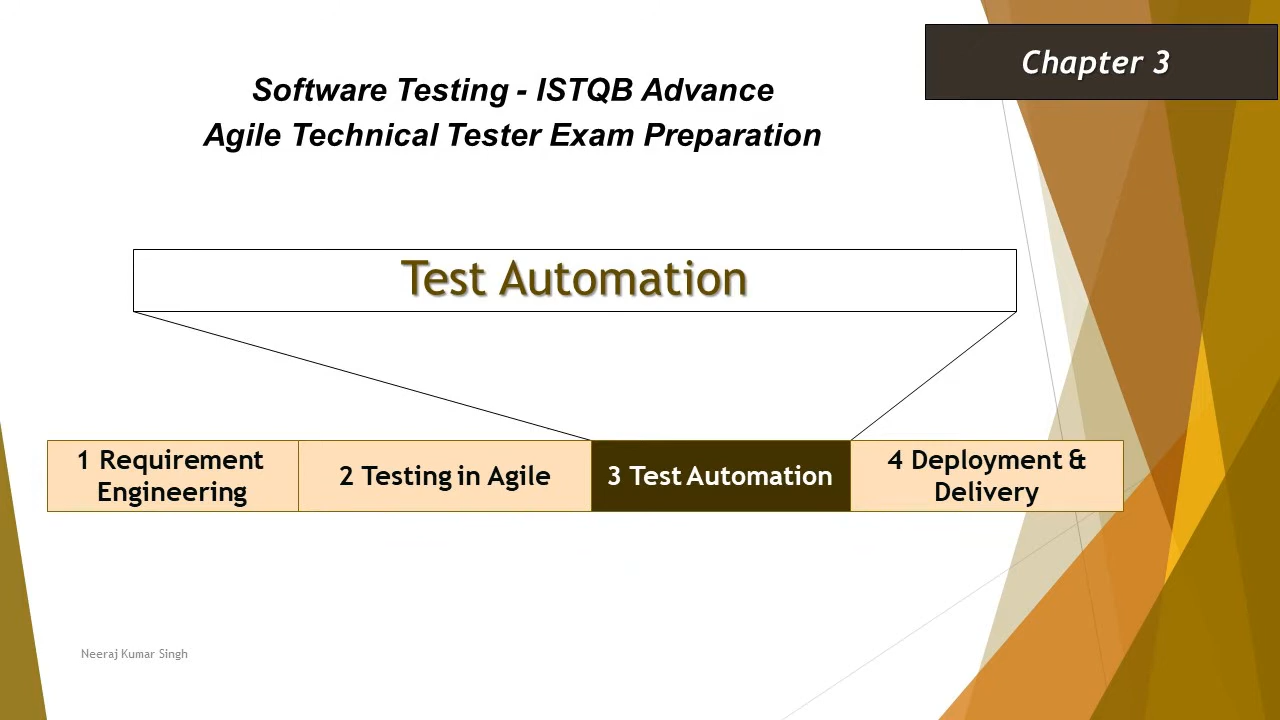 Chapter 3
Software Testing - ISTQB Advance
Agile Technical Tester Exam Preparation
Test Automation
1 Requirement
Engineering
2 Testing in Agile
3 Test Automation
4 Deployment &
Delivery
Neeraj Kumar Singh